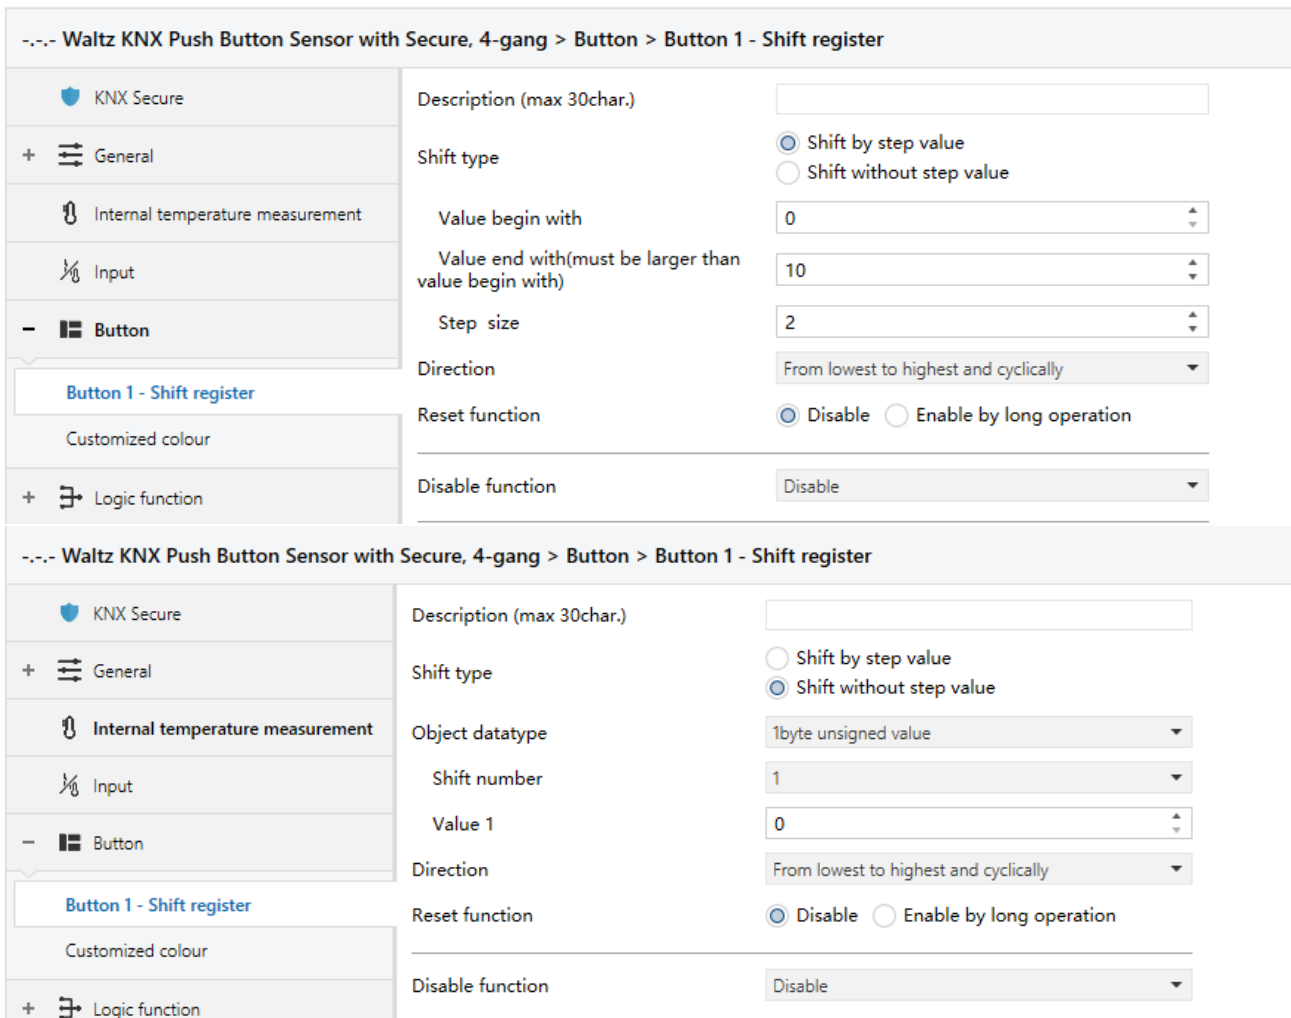 -.-.- Waltz KNX Push Button Sensor with Secure, 4-gang > Button > Button 1 - Shift register
KNX Secure
General
Internal temperature measurement
Input
Button
Button 1 - Shift register
Customized colour
Logic function
Description (max 30char.)
Shift type
Shift by step value
Shift without step value
Value begin with
0
Value end with(must be larger than
value begin with)
10
Step size
2
Direction
From lowest to highest and cyclically
Reset function
Disable
Enable by long operation
Disable function
Disable
-.-.- Waltz KNX Push Button Sensor with Secure, 4-gang > Button > Button 1 - Shift register
KNX Secure
General
Internal temperature measurement
Input
Button
Button 1 - Shift register
Customized colour
Logic function
Description (max 30char.)
Shift type
Shift by step value
Shift without step value
Object datatype
1byte unsigned value
Shift number
1
Value 1
0
Direction
From lowest to highest and cyclically
Reset function
Disable
Enable by long operation
Disable function
Disable